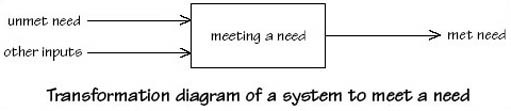 unmet need
other inputs
meeting a need
met need
Transformation diagram of a system to meet a need